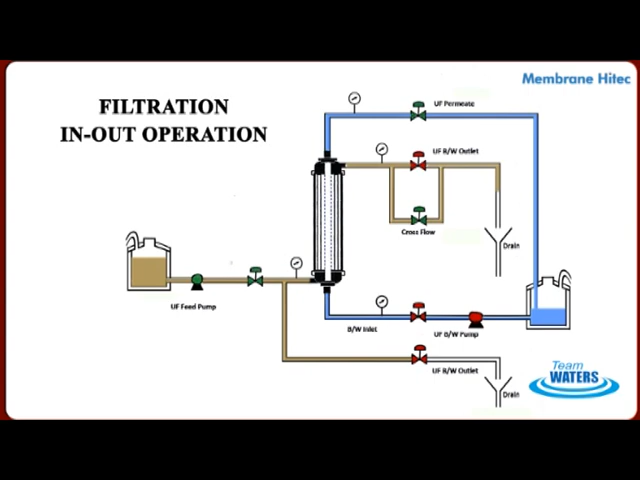 Membrane Hitec
FILTRATION
IN-OUT OPERATION
UF Permeate
UF B/W Outlet
Cross Flow
Drain
UF Feed Pump
B/W Inlet
UF B/W Pump
UF B/W Outlet
Drain
Team
WATERS